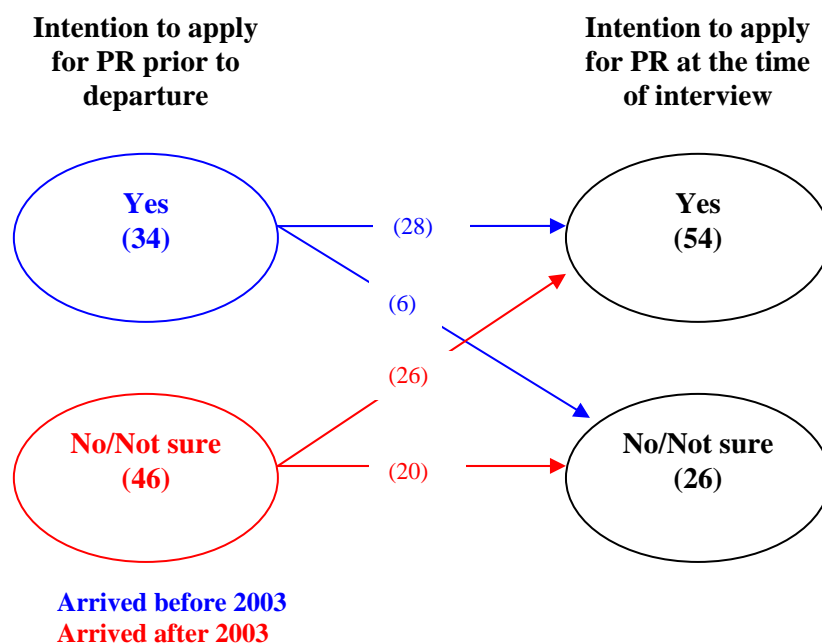 Intention to apply
for PR prior to
departure
Intention to apply
for PR at the time
of interview
Yes
(34)
(28)
Yes
(54)
(6)
(26)
No/Not sure
(46)
(20)
No/Not sure
(26)
Arrived before 2003
Arrived after 2003